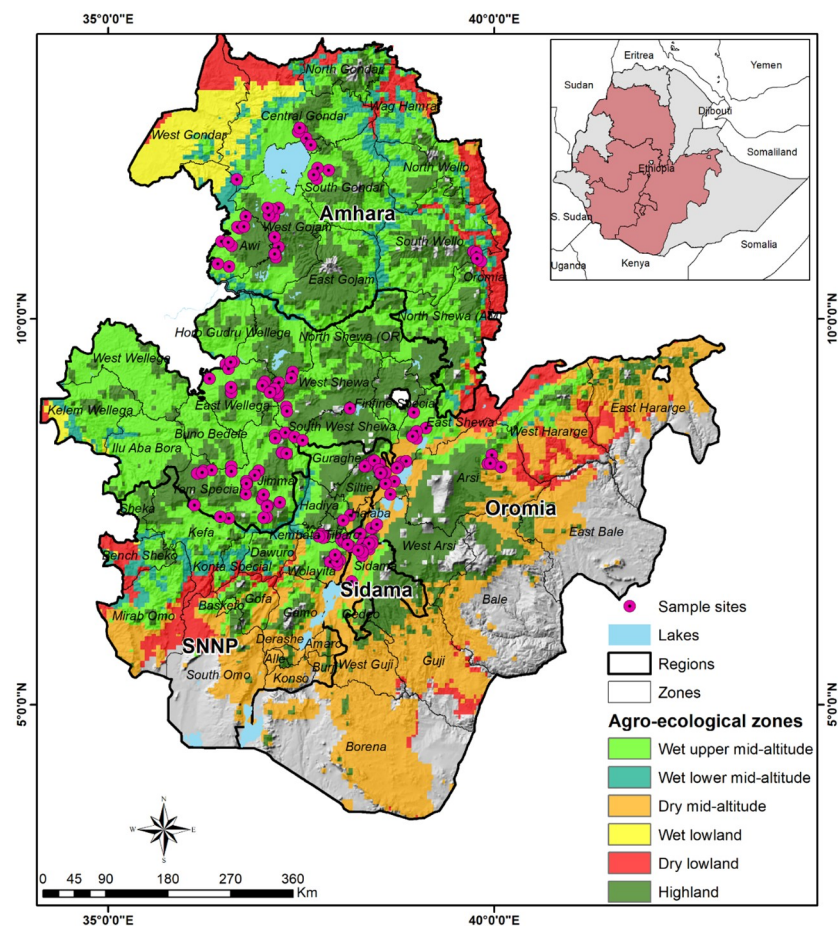 35°0'0"E
40°0'0"E
Eritrea
Yemen
Sudan
Djibouti
Somaliland
Ethiopia
S. Sudan
Somalia
Uganda
Kenya
North Gondar
Wag Hamra
Central Gondar
West Gondar
North Wello
South Gondar
Amhara
West Gojam
Awi
South Wello
Oromia
East Gojam
North Shewa (AM)
10°0'0"N
10°0'0"N
Horo Gudru Wellega
North Shewa (OR)
West Wellega
West Shewa
East Wellega
Finfine Special
Kelem Wellega
East Hararge
South West Shewa
East Shewa
West Hararge
Buno Bedele
Ilu Aba Bora
Guraghe
Arsi
Yem Special
Jimma
Siltie
Oromia
Sheka
Hadiya
Halaba
East Bale
Kefa
Kembata Tibaro
West Arsi
Bench Sheko
Dawuro
Konta Special
Wolayita
Sidama
Sidama
Bale
Basketo
Gofa
Mirab Omo
Gamo
Gedeo
SNNP
Derashe
Amaro
Alle
Burji
West Guji
Guji
South Omo
Konso
5°0'0"N
5°0'0"N
Borena
Sample sites
Lakes
Regions
Zones
Agro-ecological zones
Wet upper mid-altitude
Wet lower mid-altitude
Dry mid-altitude
Wet lowland
Dry lowland
Highland
N
W
E
S
0 45 90 180 270 360
Km
35°0'0"E
40°0'0"E